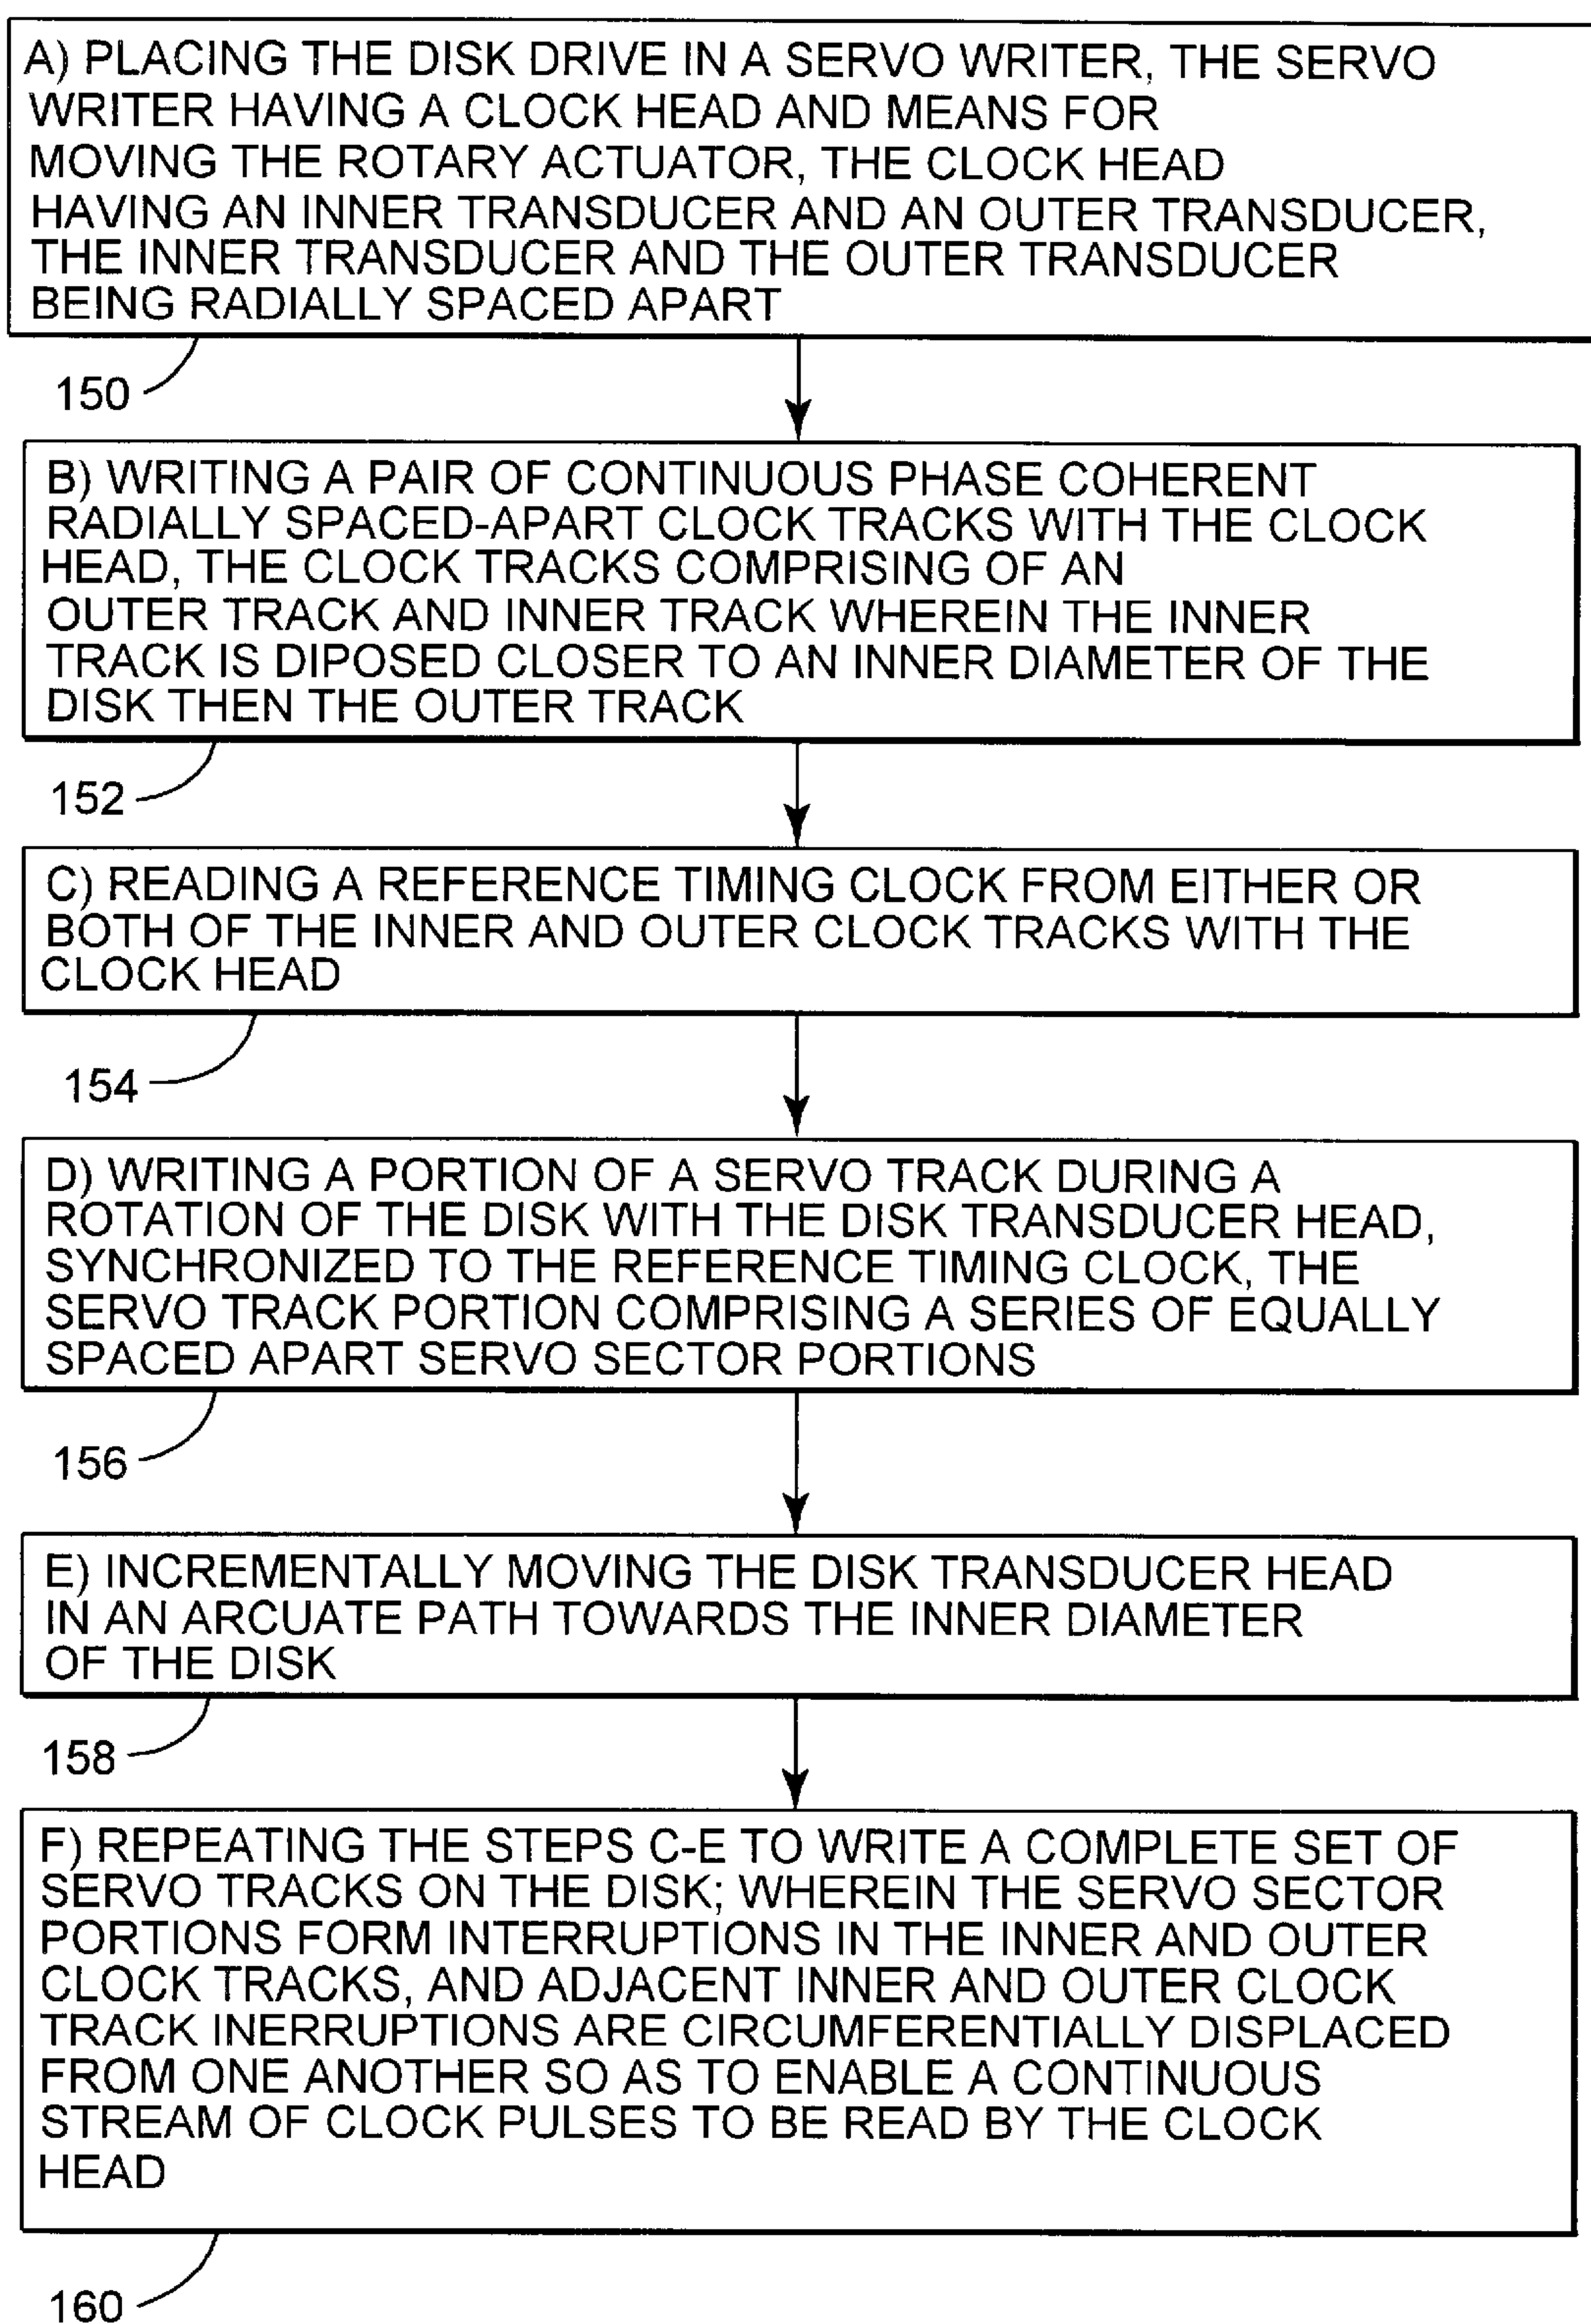 A) PLACING THE DISK DRIVE IN A SERVO WRITER, THE SERVO
WRITER HAVING A CLOCK HEAD AND MEANS FOR
MOVING THE ROTARY ACTUATOR, THE CLOCK HEAD
HAVING AN INNER TRANSDUCER AND AN OUTER TRANSDUCER,
THE INNER TRANSDUCER AND THE OUTER TRANSDUCER
BEING RADIALLY SPACED APART
150
B) WRITING A PAIR OF CONTINUOUS PHASE COHERENT
RADIALLY SPACED-APART CLOCK TRACKS WITH THE CLOCK
HEAD, THE CLOCK TRACKS COMPRISING OF AN
OUTER TRACK AND INNER TRACK WHEREIN THE INNER
TRACK IS DIPOSED CLOSER TO AN INNER DIAMETER OF THE
DISK THEN THE OUTER TRACK
152
C) READING A REFERENCE TIMING CLOCK FROM EITHER OR
BOTH OF THE INNER AND OUTER CLOCK TRACKS WITH THE
CLOCK HEAD
154
D) WRITING A PORTION OF A SERVO TRACK DURING A
ROTATION OF THE DISK WITH THE DISK TRANSDUCER HEAD,
SYNCHRONIZED TO THE REFERENCE TIMING CLOCK, THE
SERVO TRACK PORTION COMPRISING A SERIES OF EQUALLY
SPACED APART SERVO SECTOR PORTIONS
156
E) INCREMENTALLY MOVING THE DISK TRANSDUCER HEAD
IN AN ARCUATE PATH TOWARDS THE INNER DIAMETER
OF THE DISK
158
F) REPEATING THE STEPS C-E TO WRITE A COMPLETE SET OF
SERVO TRACKS ON THE DISK; WHEREIN THE SERVO SECTOR
PORTIONS FORM INTERRUPTIONS IN THE INNER AND OUTER
CLOCK TRACKS, AND ADJACENT INNER AND OUTER CLOCK
TRACK INERRUPTIONS ARE CIRCUMFERENTIALLY DISPLACED
FROM ONE ANOTHER SO AS TO ENABLE A CONTINUOUS
STREAM OF CLOCK PULSES TO BE READ BY THE CLOCK
HEAD
160